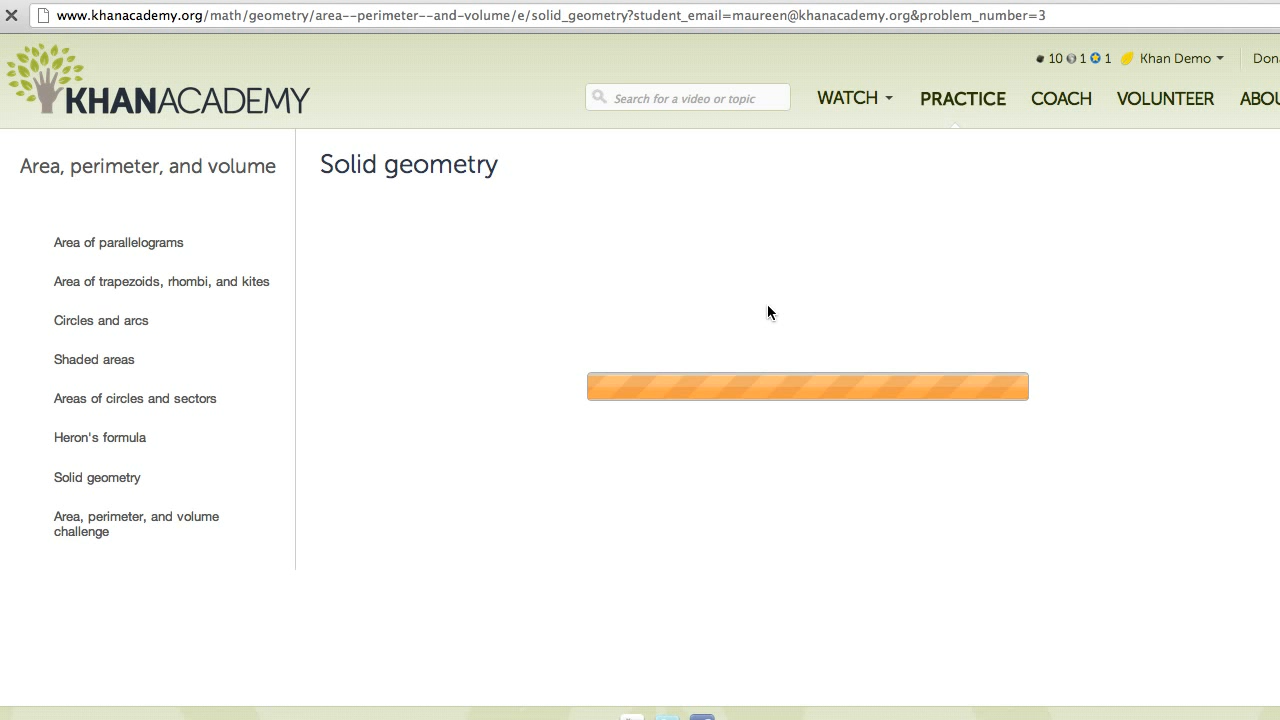 www.khanacademy.org/math/geometry/area--perimeter--and-volume/e/solid_geometry?student_email=maureen@khanacademy.org&problem_number=3
10 1 1 Khan Demo
KHANACADEMY
Search for a video or topic
WATCH PRACTICE COACH VOLUNTEER
Area, perimeter, and volume
Solid geometry
Area of parallelograms
Area of trapezoids, rhombi, and kites
Circles and arcs
Shaded areas
Areas of circles and sectors
Heron's formula
Solid geometry
Area, perimeter, and volume
challenge